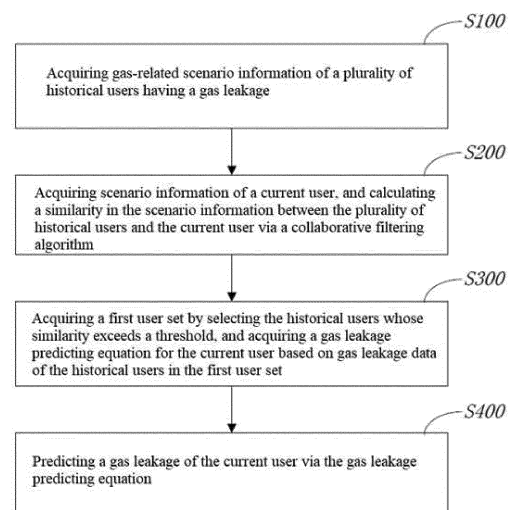 S100
Acquiring gas-related scenario information of a plurality of
historical users having a gas leakage
S200
Acquiring scenario information of a current user, and calculating
a similarity in the scenario information between the plurality of
historical users and the current user via a collaborative filtering
algorithm
S300
Acquiring a first user set by selecting the historical users whose
similarity exceeds a threshold, and acquiring a gas leakage
predicting equation for the current user based on gas leakage data
of the historical users in the first user set
S400
Predicting a gas leakage of the current user via the gas leakage
predicting equation